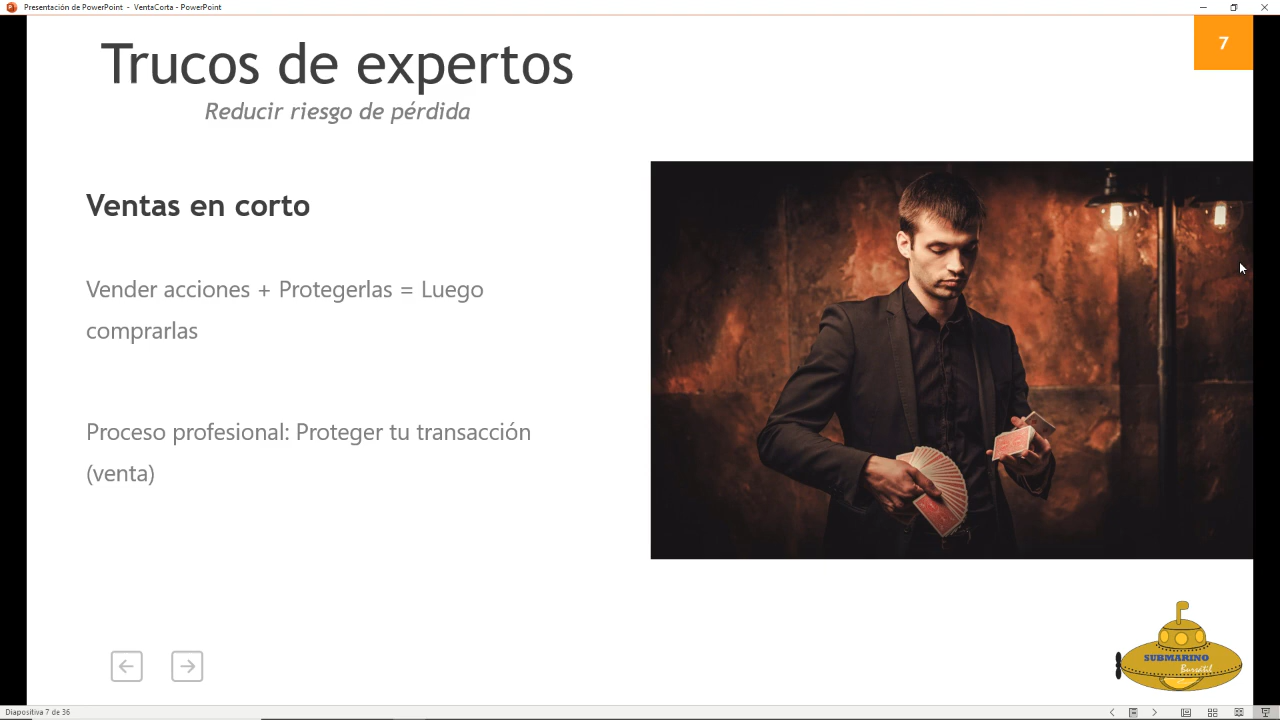 Presentación de PowerPoint - VentaCorta - PowerPoint
7
Trucos de expertos
Reducir riesgo de pérdida
Ventas en corto
Vender acciones + Protegerlas = Luego
comprarlas
Proceso profesional: Proteger tu transacción
(venta)
SUBMARINO
Bursátil
Diapositiva 7 de 36